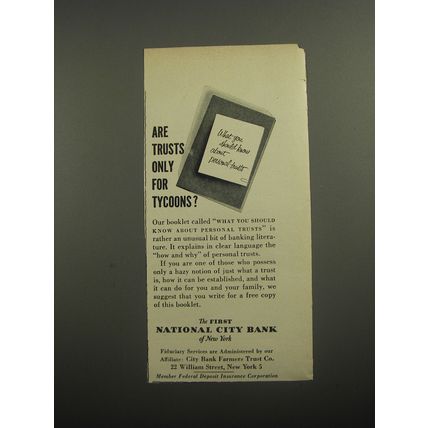 ARE
TRUSTS
ONLY
FOR
TYCOONS?
What you
should know
about
personal trusts
Our booklet called "WHAT YOU SHOULD
KNOW ABOUT PERSONAL TRUSTS" is
rather an unusual bit of banking litera-
ture. It explains in clear language the
"how and why" of personal trusts.
If you are one of those who possess
only a hazy notion of just what a trust
is, how it can be established, and what
it can do for you and your family, we
suggest that you write for a free copy
of this booklet.
The FIRST
NATIONAL CITY BANK
of New York
Fiduciary Services are Administered by our
Affiliate: City Bank Farmers Trust Co.
22 William Street, New York 5
Member Federal Deposit Insurance Corporation